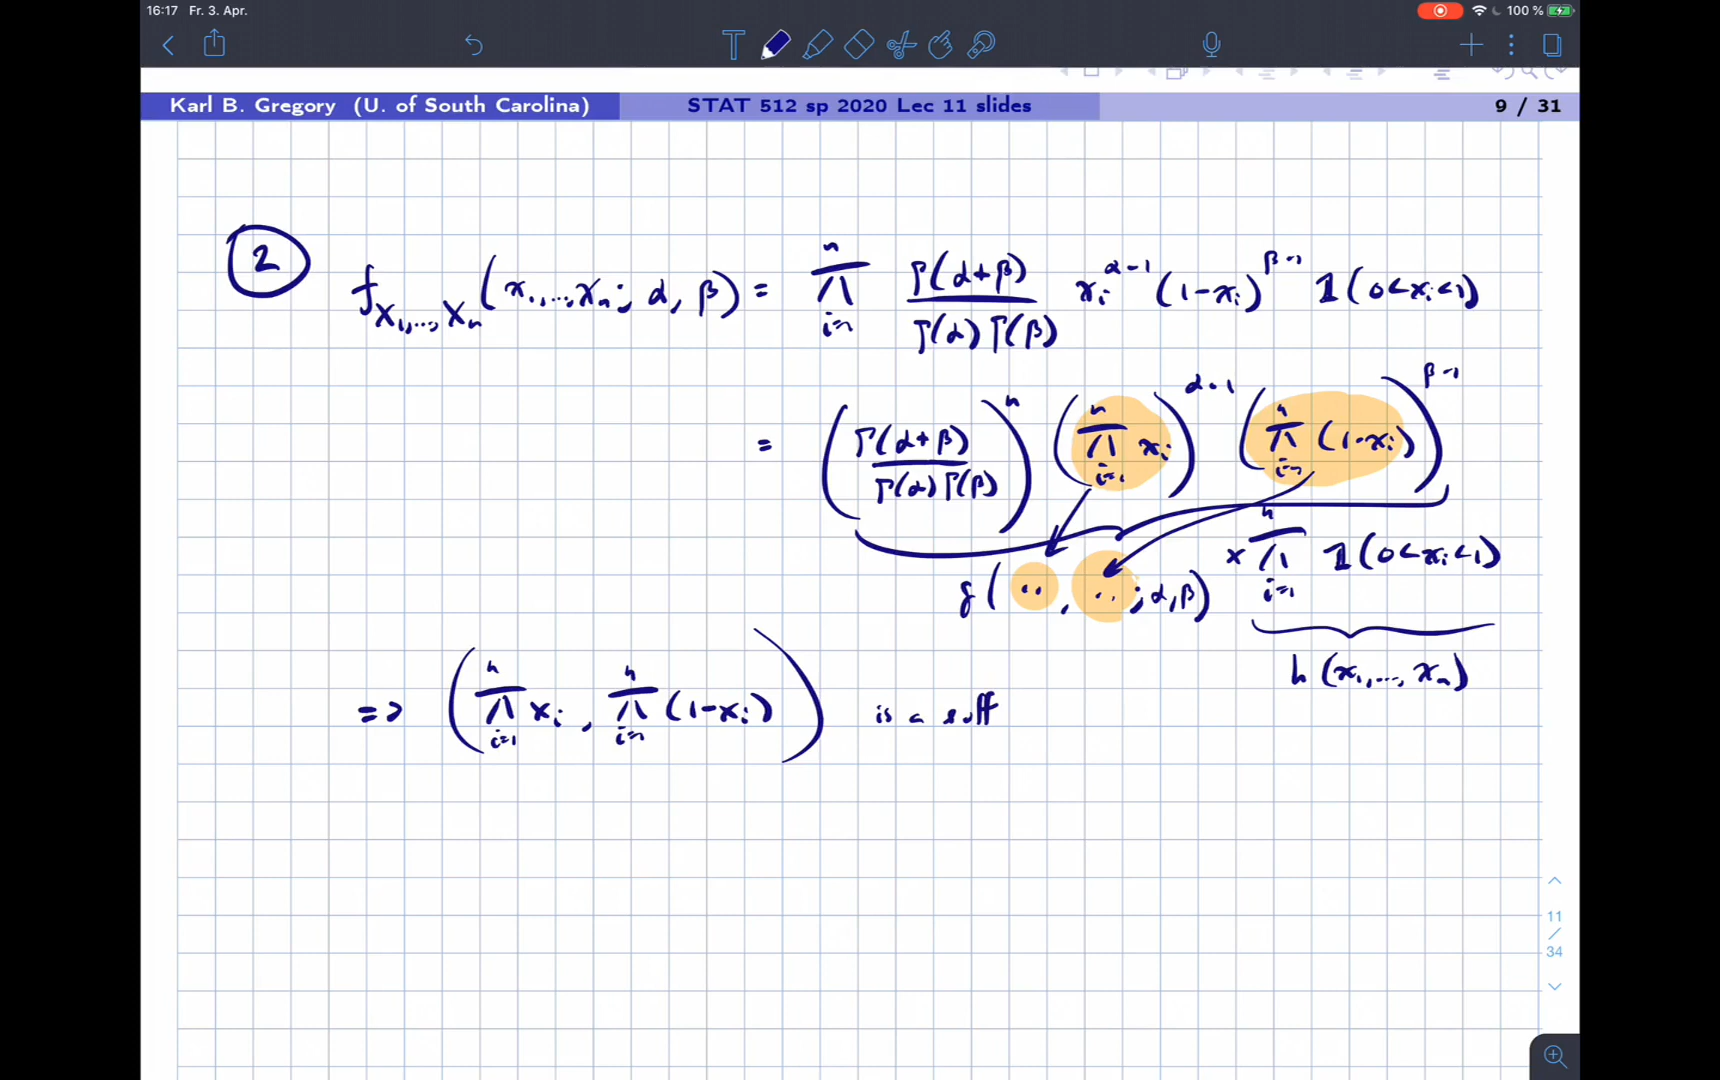 16:17 Fr. 3. Apr. 100 %
T
Karl B. Gregory (U. of South Carolina) STAT 512 sp 2020 Lec 11 slides 9 / 31
② f_{X_1,...,X_n}(x_1,...,x_n; α, β) = ∏_{i=1}^{n} Γ(α+β) / Γ(α)Γ(β) x_i^{α-1} (1-x_i)^{β-1} 𝟙(0<x_i<1)
= (Γ(α+β) / Γ(α)Γ(β))^n (∏_{i=1}^{n} x_i)^{α-1} (∏_{i=1}^{n} (1-x_i))^{β-1}
× ∏_{i=1}^{n} 𝟙(0<x_i<1)
g( .. , .. ; α, β)
h(x_1,...,x_n)
=> (∏_{i=1}^{n} x_i , ∏_{i=1}^{n} (1-x_i)) is a suff
11
/
34